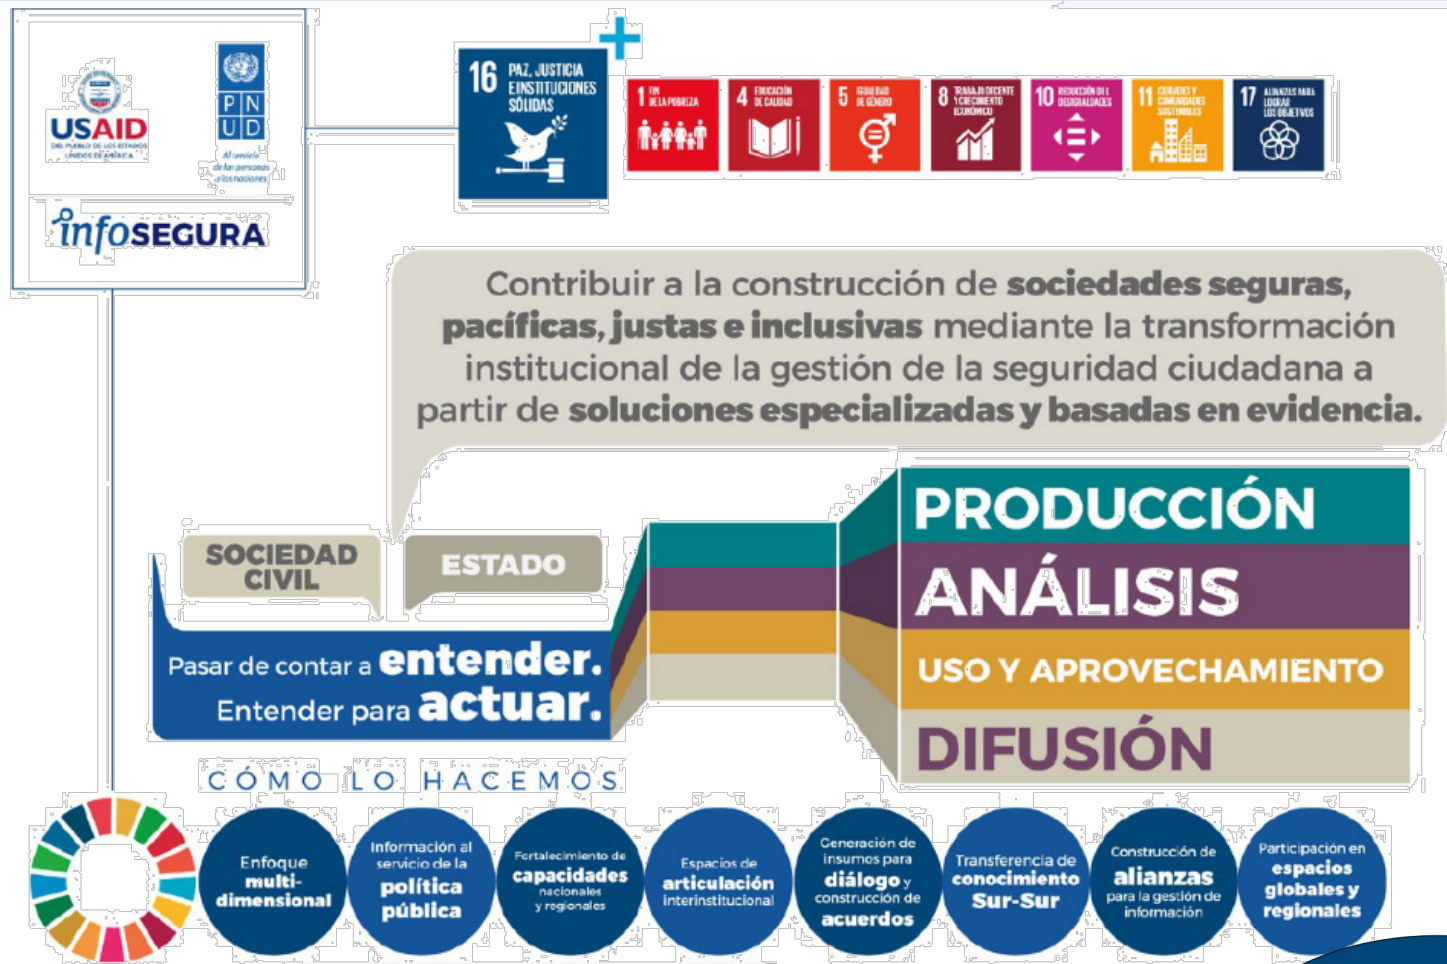 USAID
DEL PUEBLO DE LOS ESTADOS
UNIDOS DE AMÉRICA
PN
UD
Al servicio
de las personas
y las naciones
infoSEGURA
16 PAZ, JUSTICIA
E INSTITUCIONES
SÓLIDAS
1 FIN
DE LA POBREZA
4 EDUCACIÓN
DE CALIDAD
5 IGUALDAD
DE GÉNERO
8 TRABAJO DECENTE
Y CRECIMIENTO
ECONÓMICO
10 REDUCCIÓN DE
DESIGUALDADES
11 CIUDADES Y
COMUNIDADES
SOSTENIBLES
17 ALIANZAS PARA
LOGRAR
LOS OBJETIVOS
Contribuir a la construcción de sociedades seguras,
pacíficas, justas e inclusivas mediante la transformación
institucional de la gestión de la seguridad ciudadana a
partir de soluciones especializadas y basadas en evidencia.
SOCIEDAD
CIVIL
ESTADO
Pasar de contar a entender.
Entender para actuar.
PRODUCCIÓN
ANÁLISIS
USO Y APROVECHAMIENTO
DIFUSIÓN
CÓMO LO HACEMOS
Enfoque
multi-
dimensional
Información al
servicio de la
política
pública
Fortalecimiento de
capacidades
nacionales
y regionales
Espacios de
articulación
interinstitucional
Generación de
insumos para
diálogo y
construcción de
acuerdos
Transferencia de
conocimiento
Sur-Sur
Construcción de
alianzas
para la gestión de
información
Participación en
espacios
globales y
regionales